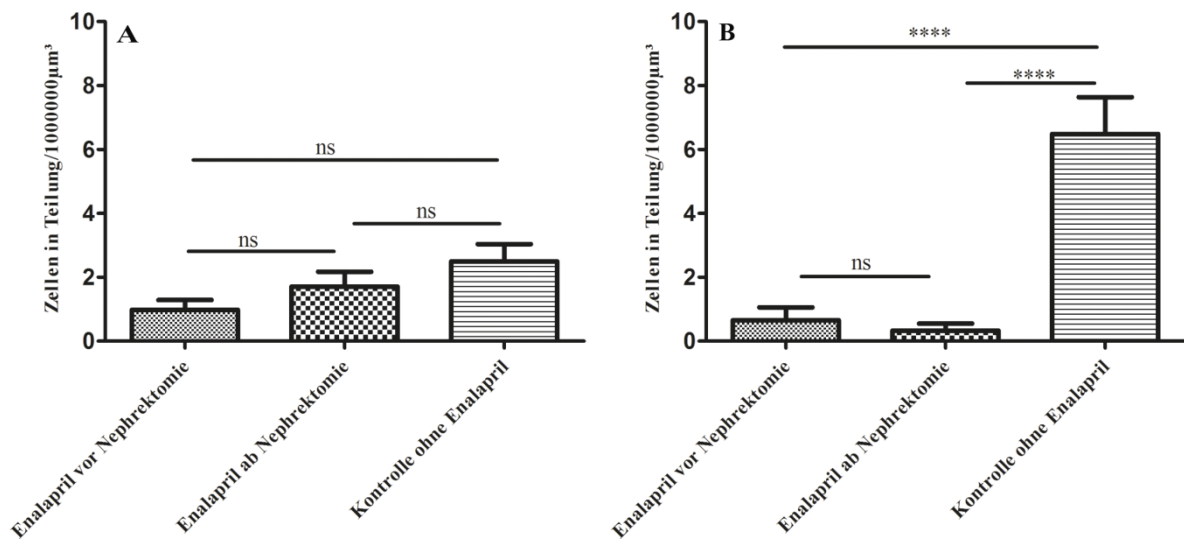 A
Zellen in Teilung/1000000µm³
10
8
6
4
2
0
ns
ns
ns
Enalapril vor Nephrektomie
Enalapril ab Nephrektomie
Kontrolle ohne Enalapril
B
Zellen in Teilung/1000000µm³
10
8
6
4
2
0
****
****
ns
Enalapril vor Nephrektomie
Enalapril ab Nephrektomie
Kontrolle ohne Enalapril